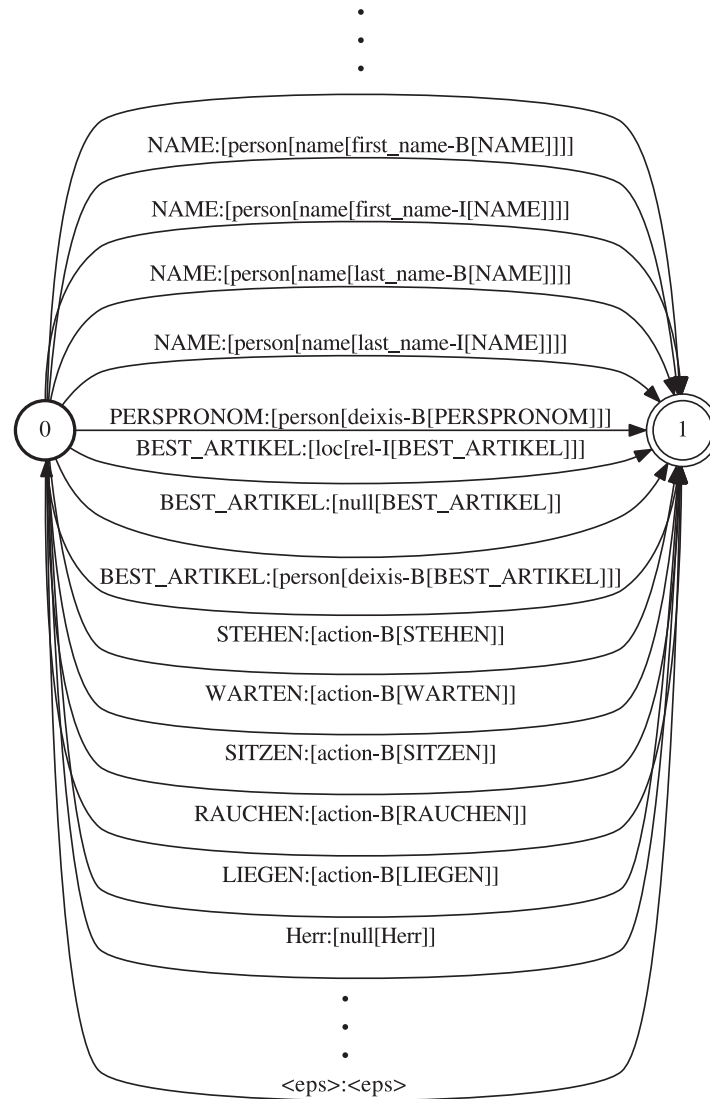 NAME:[person[name[first_name-B[NAME]]]]
NAME:[person[name[first_name-I[NAME]]]]
NAME:[person[name[last_name-B[NAME]]]]
NAME:[person[name[last_name-I[NAME]]]]
0
PERSPRONOM:[person[deixis-B[PERSPRONOM]]]
1
BEST_ARTIKEL:[loc[rel-I[BEST_ARTIKEL]]]
BEST_ARTIKEL:[null[BEST_ARTIKEL]]
BEST_ARTIKEL:[person[deixis-B[BEST_ARTIKEL]]]
STEHEN:[action-B[STEHEN]]
WARTEN:[action-B[WARTEN]]
SITZEN:[action-B[SITZEN]]
RAUCHEN:[action-B[RAUCHEN]]
LIEGEN:[action-B[LIEGEN]]
Herr:[null[Herr]]
<eps>:<eps>